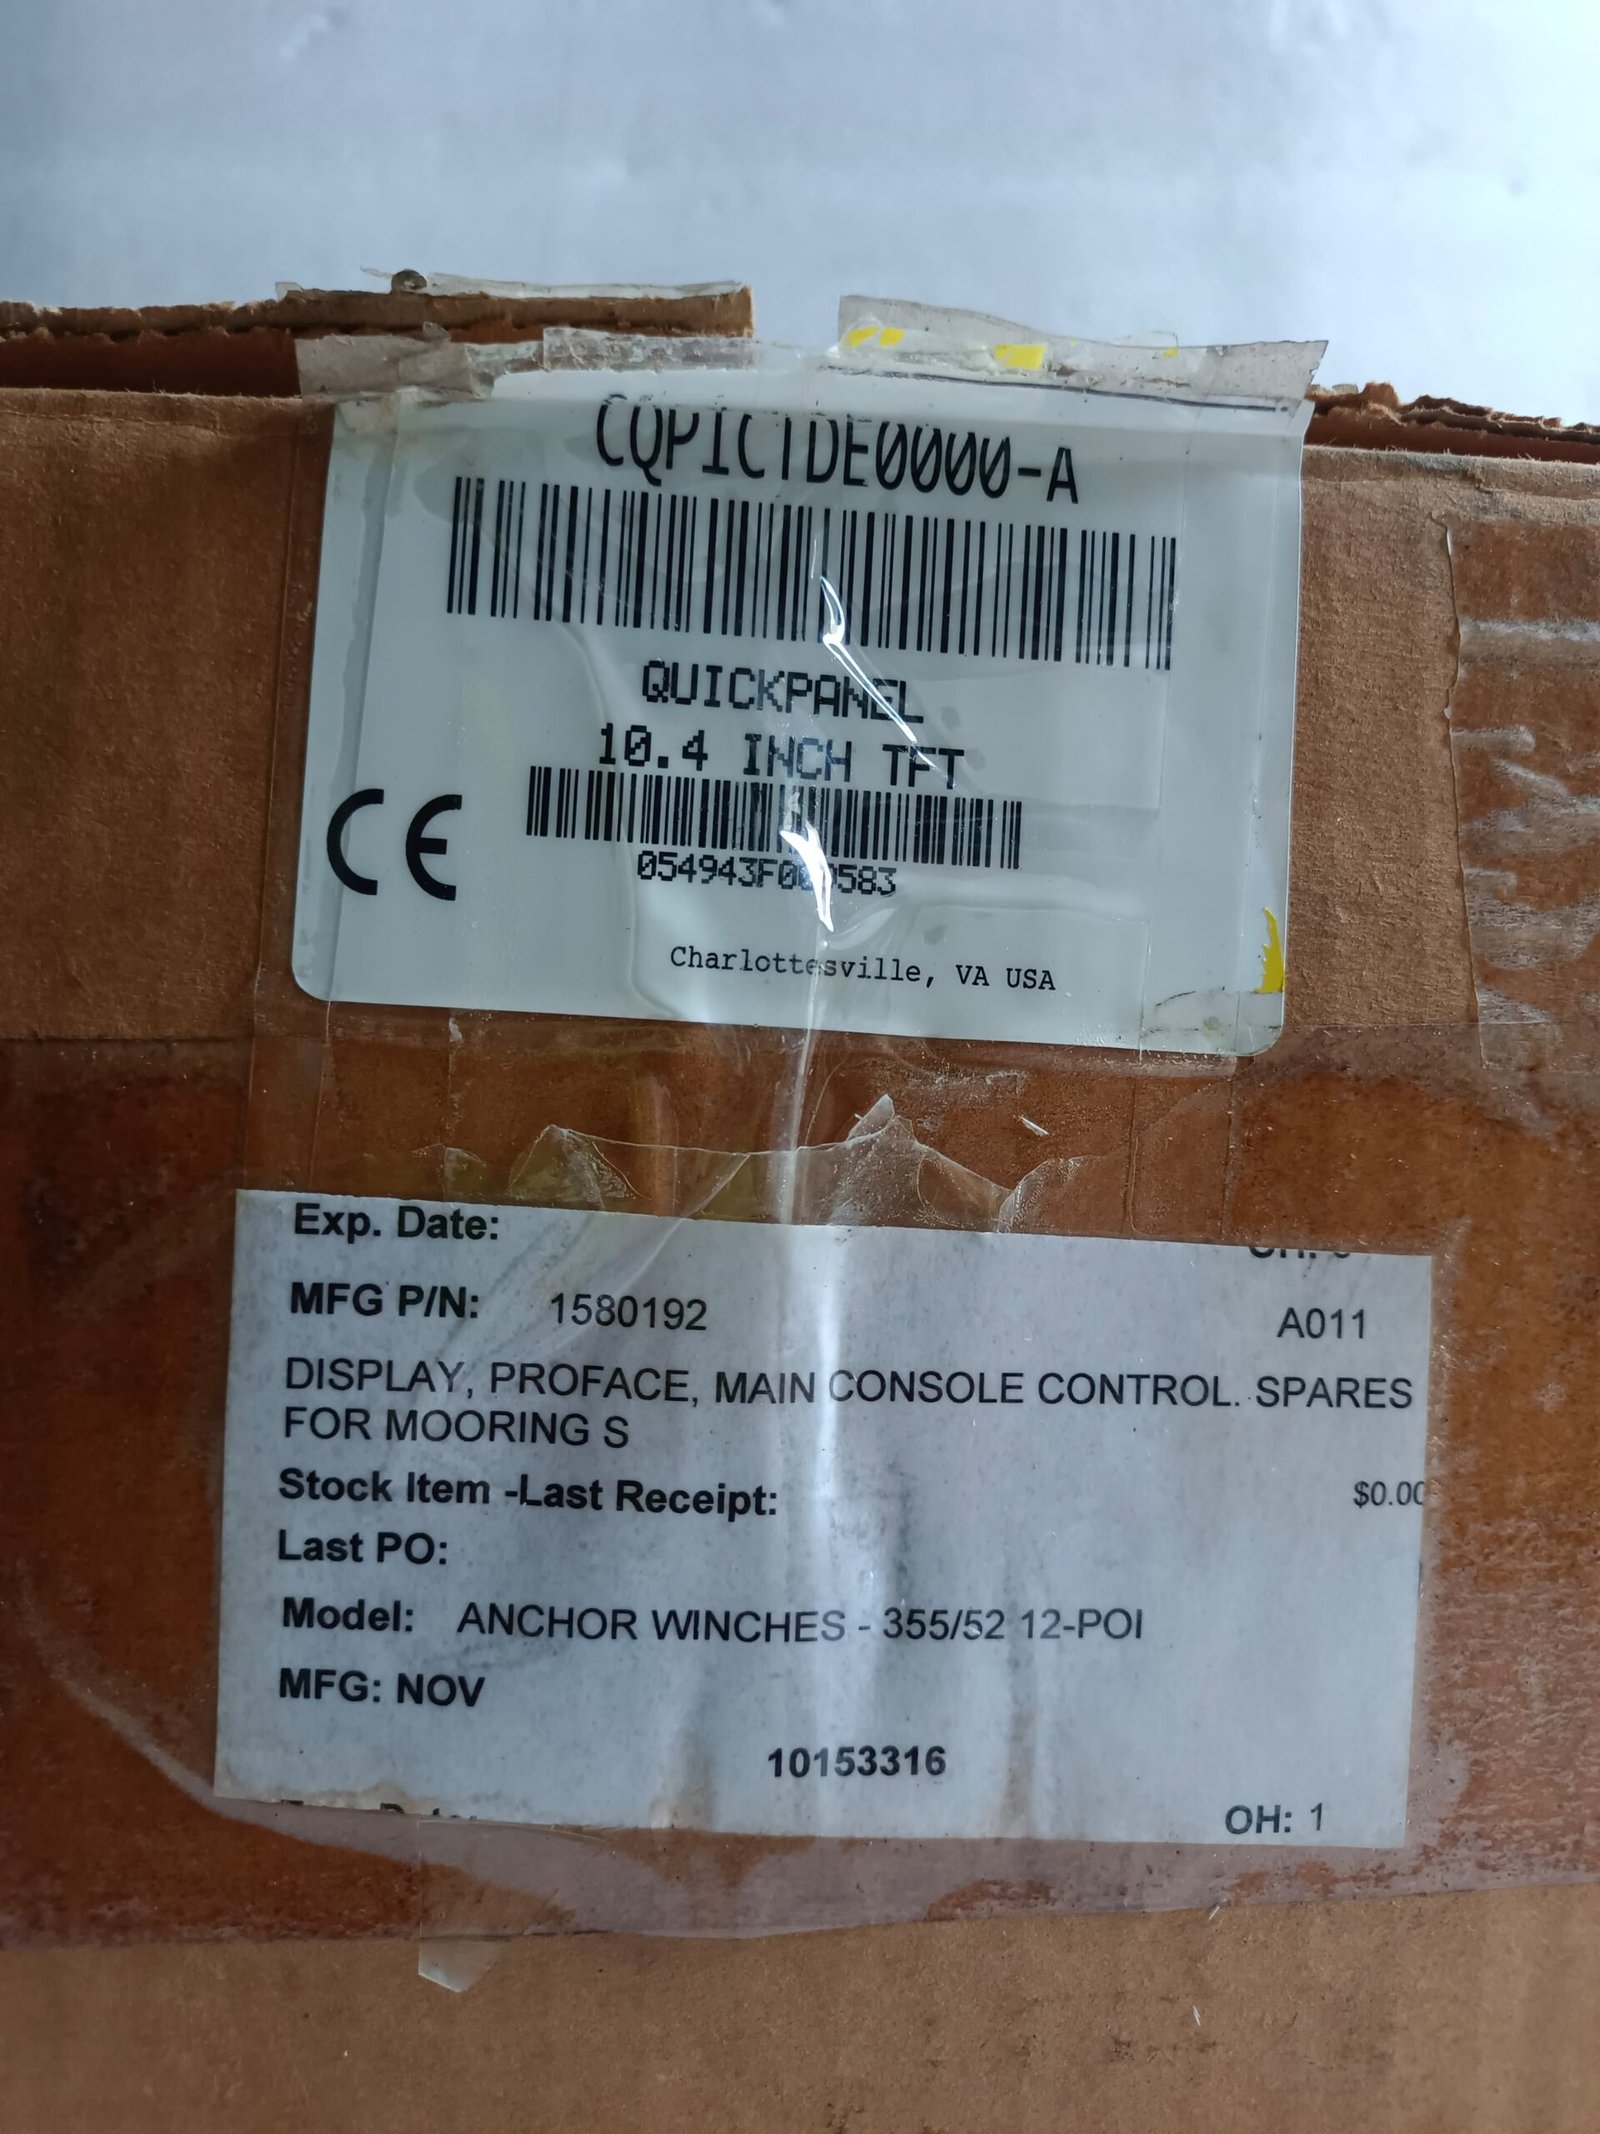 CQPICTDE0000-A
QUICKPANEL
10.4 INCH TFT
CE
Charlottesville, VA USA
Exp. Date:
MFG P/N: 1580192 A011
DISPLAY, PROFACE, MAIN CONSOLE CONTROL. SPARES
FOR MOORING S
Stock Item -Last Receipt: $0.00
Last PO:
Model: ANCHOR WINCHES - 355/52 12-POI
MFG: NOV
10153316
OH: 1